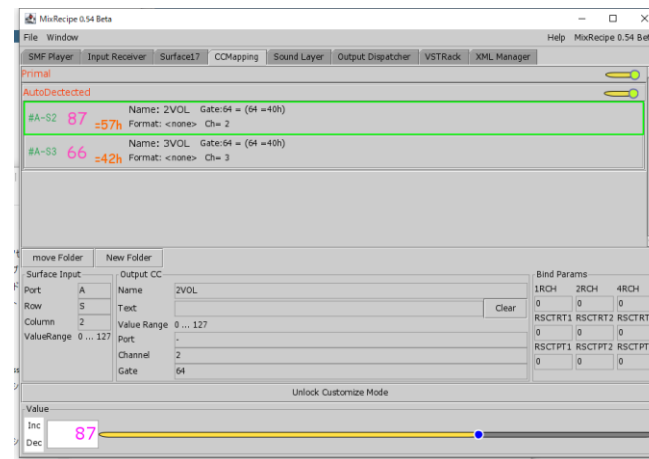 MixRecipe 0.54 Beta
File Window Help MixRecipe 0.54 Bet
SMF Player Input Receiver Surface17 CCMapping Sound Layer Output Dispatcher VSTRack XML Manager
Primal
AutoDectected
#A-S2 87 =57h Name: 2VOL Gate:64 = (64 =40h)
Format: <none> Ch= 2
#A-S3 66 =42h Name: 3VOL Gate:64 = (64 =40h)
Format: <none> Ch= 3
move Folder New Folder
Surface Input Output CC Bind Params
Port A Name 2VOL 1RCH 2RCH 4RCH
Row S Text Clear 0 0 0
Column 2 Value Range 0 ... 127 RSCTRT1 RSCTRT2 RSCTRT
ValueRange 0 ... 127 Port - 0 0 0
Channel 2 RSCTPT1 RSCTPT2 RSCTPT
Gate 64 0 0 0
Unlock Customize Mode
Value
Inc
87
Dec